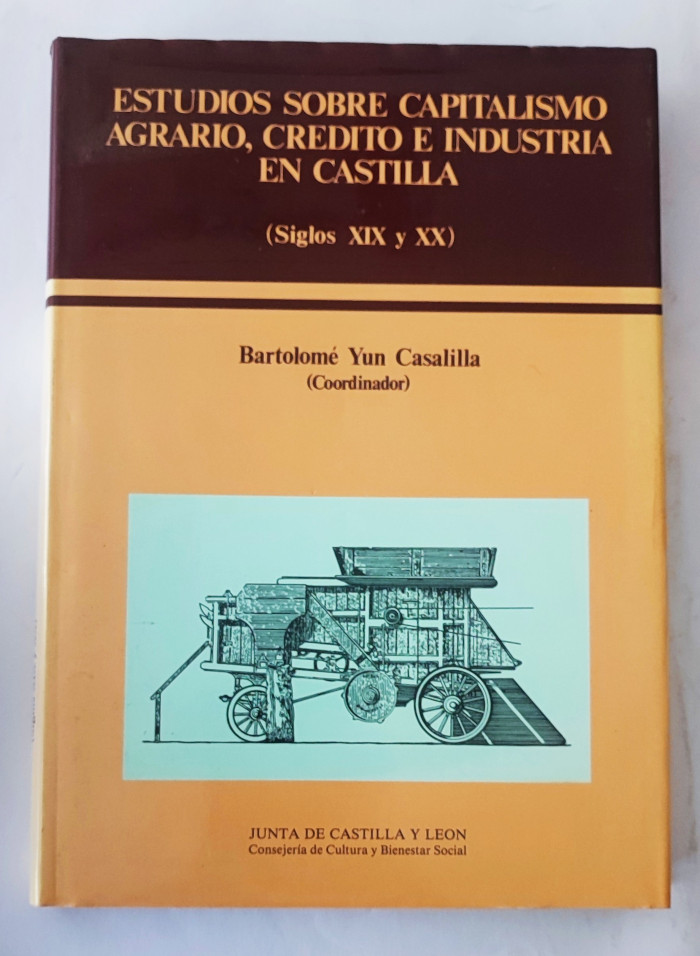 ESTUDIOS SOBRE CAPITALISMO
AGRARIO, CREDITO E INDUSTRIA
EN CASTILLA
(Siglos XIX y XX)
Bartolomé Yun Casalilla
(Coordinador)
JUNTA DE CASTILLA Y LEON
Consejería de Cultura y Bienestar Social